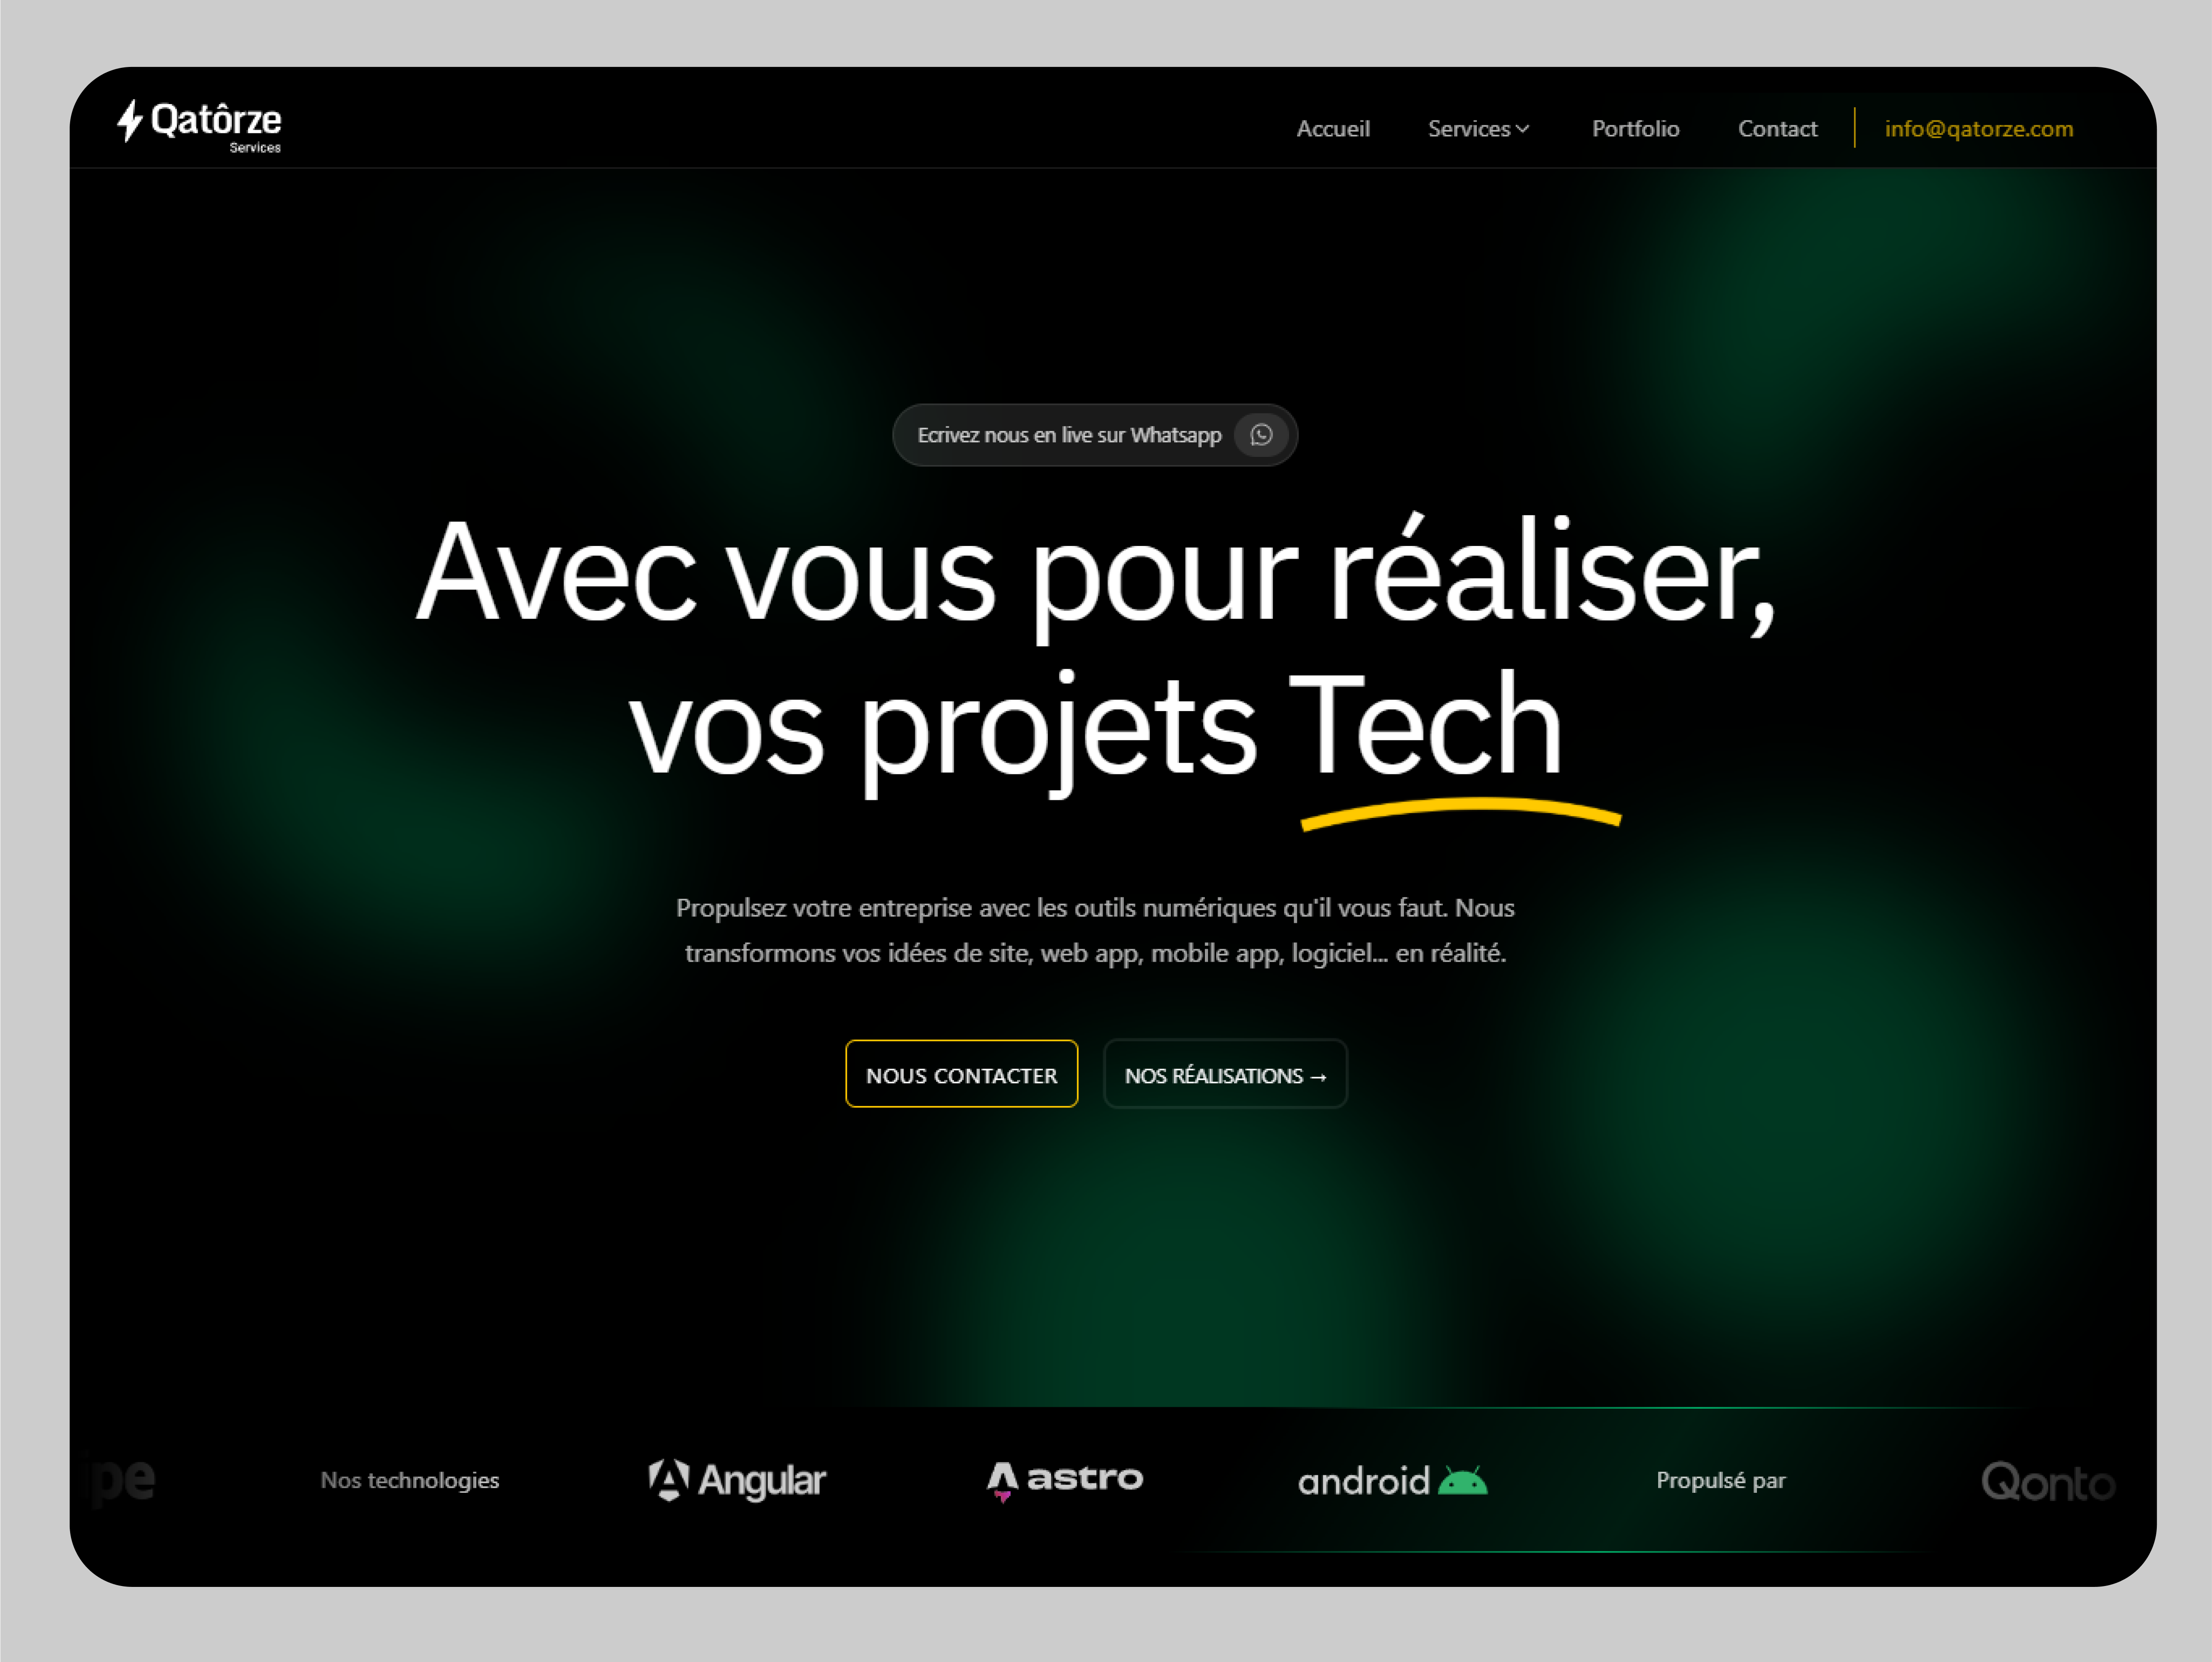 Qatôrze
Services
Accueil Services Portfolio Contact info@qatorze.com
Ecrivez nous en live sur Whatsapp
Avec vous pour réaliser,
vos projets Tech
Propulsez votre entreprise avec les outils numériques qu'il vous faut. Nous
transformons vos idées de site, web app, mobile app, logiciel... en réalité.
NOUS CONTACTER NOS RÉALISATIONS →
pe Nos technologies Angular astro android Propulsé par Qonto